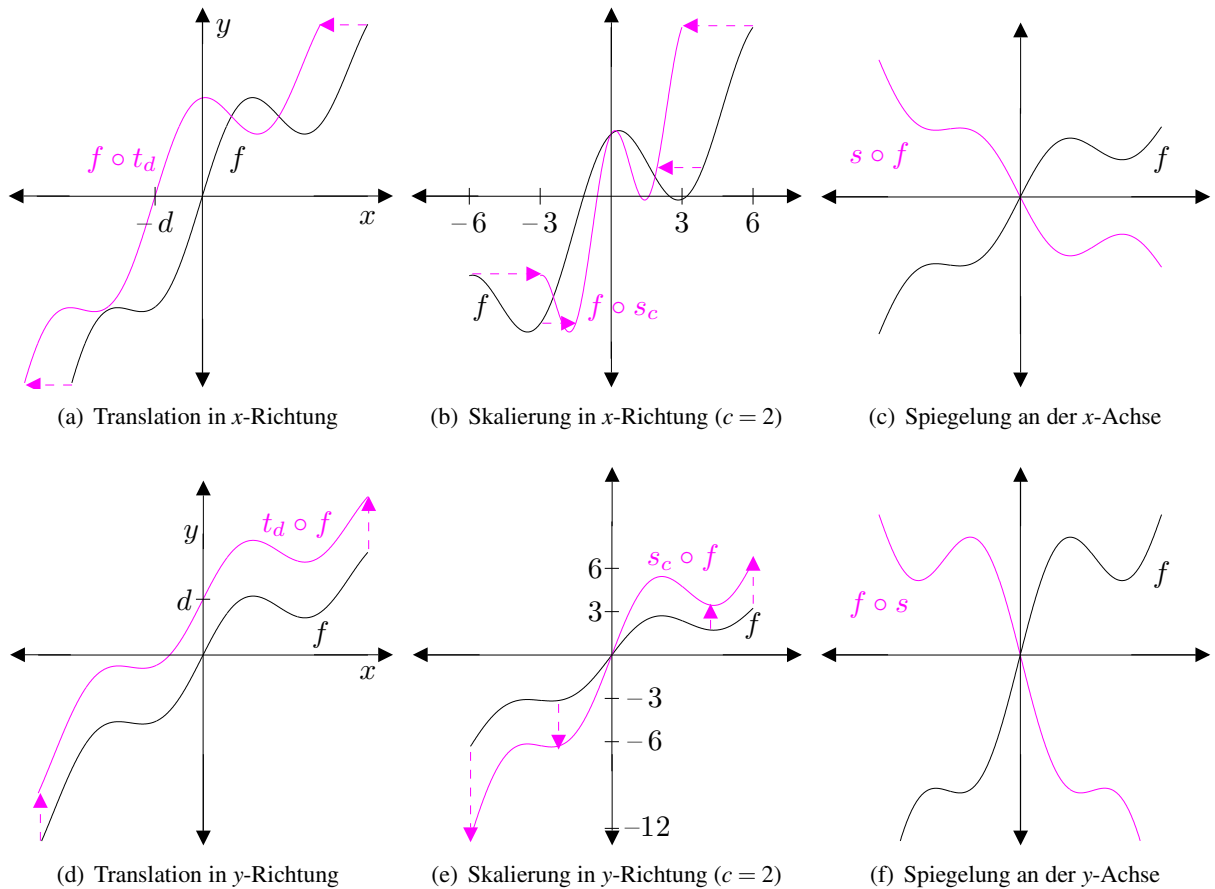 y
f ∘ t_d
f
−d
x
(a) Translation in x-Richtung
−6
−3
3
6
f
f ∘ s_c
(b) Skalierung in x-Richtung (c = 2)
s ∘ f
f
(c) Spiegelung an der x-Achse
y
t_d ∘ f
d
f
x
(d) Translation in y-Richtung
s_c ∘ f
6
3
f
−3
−6
−12
(e) Skalierung in y-Richtung (c = 2)
f
f ∘ s
(f) Spiegelung an der y-Achse